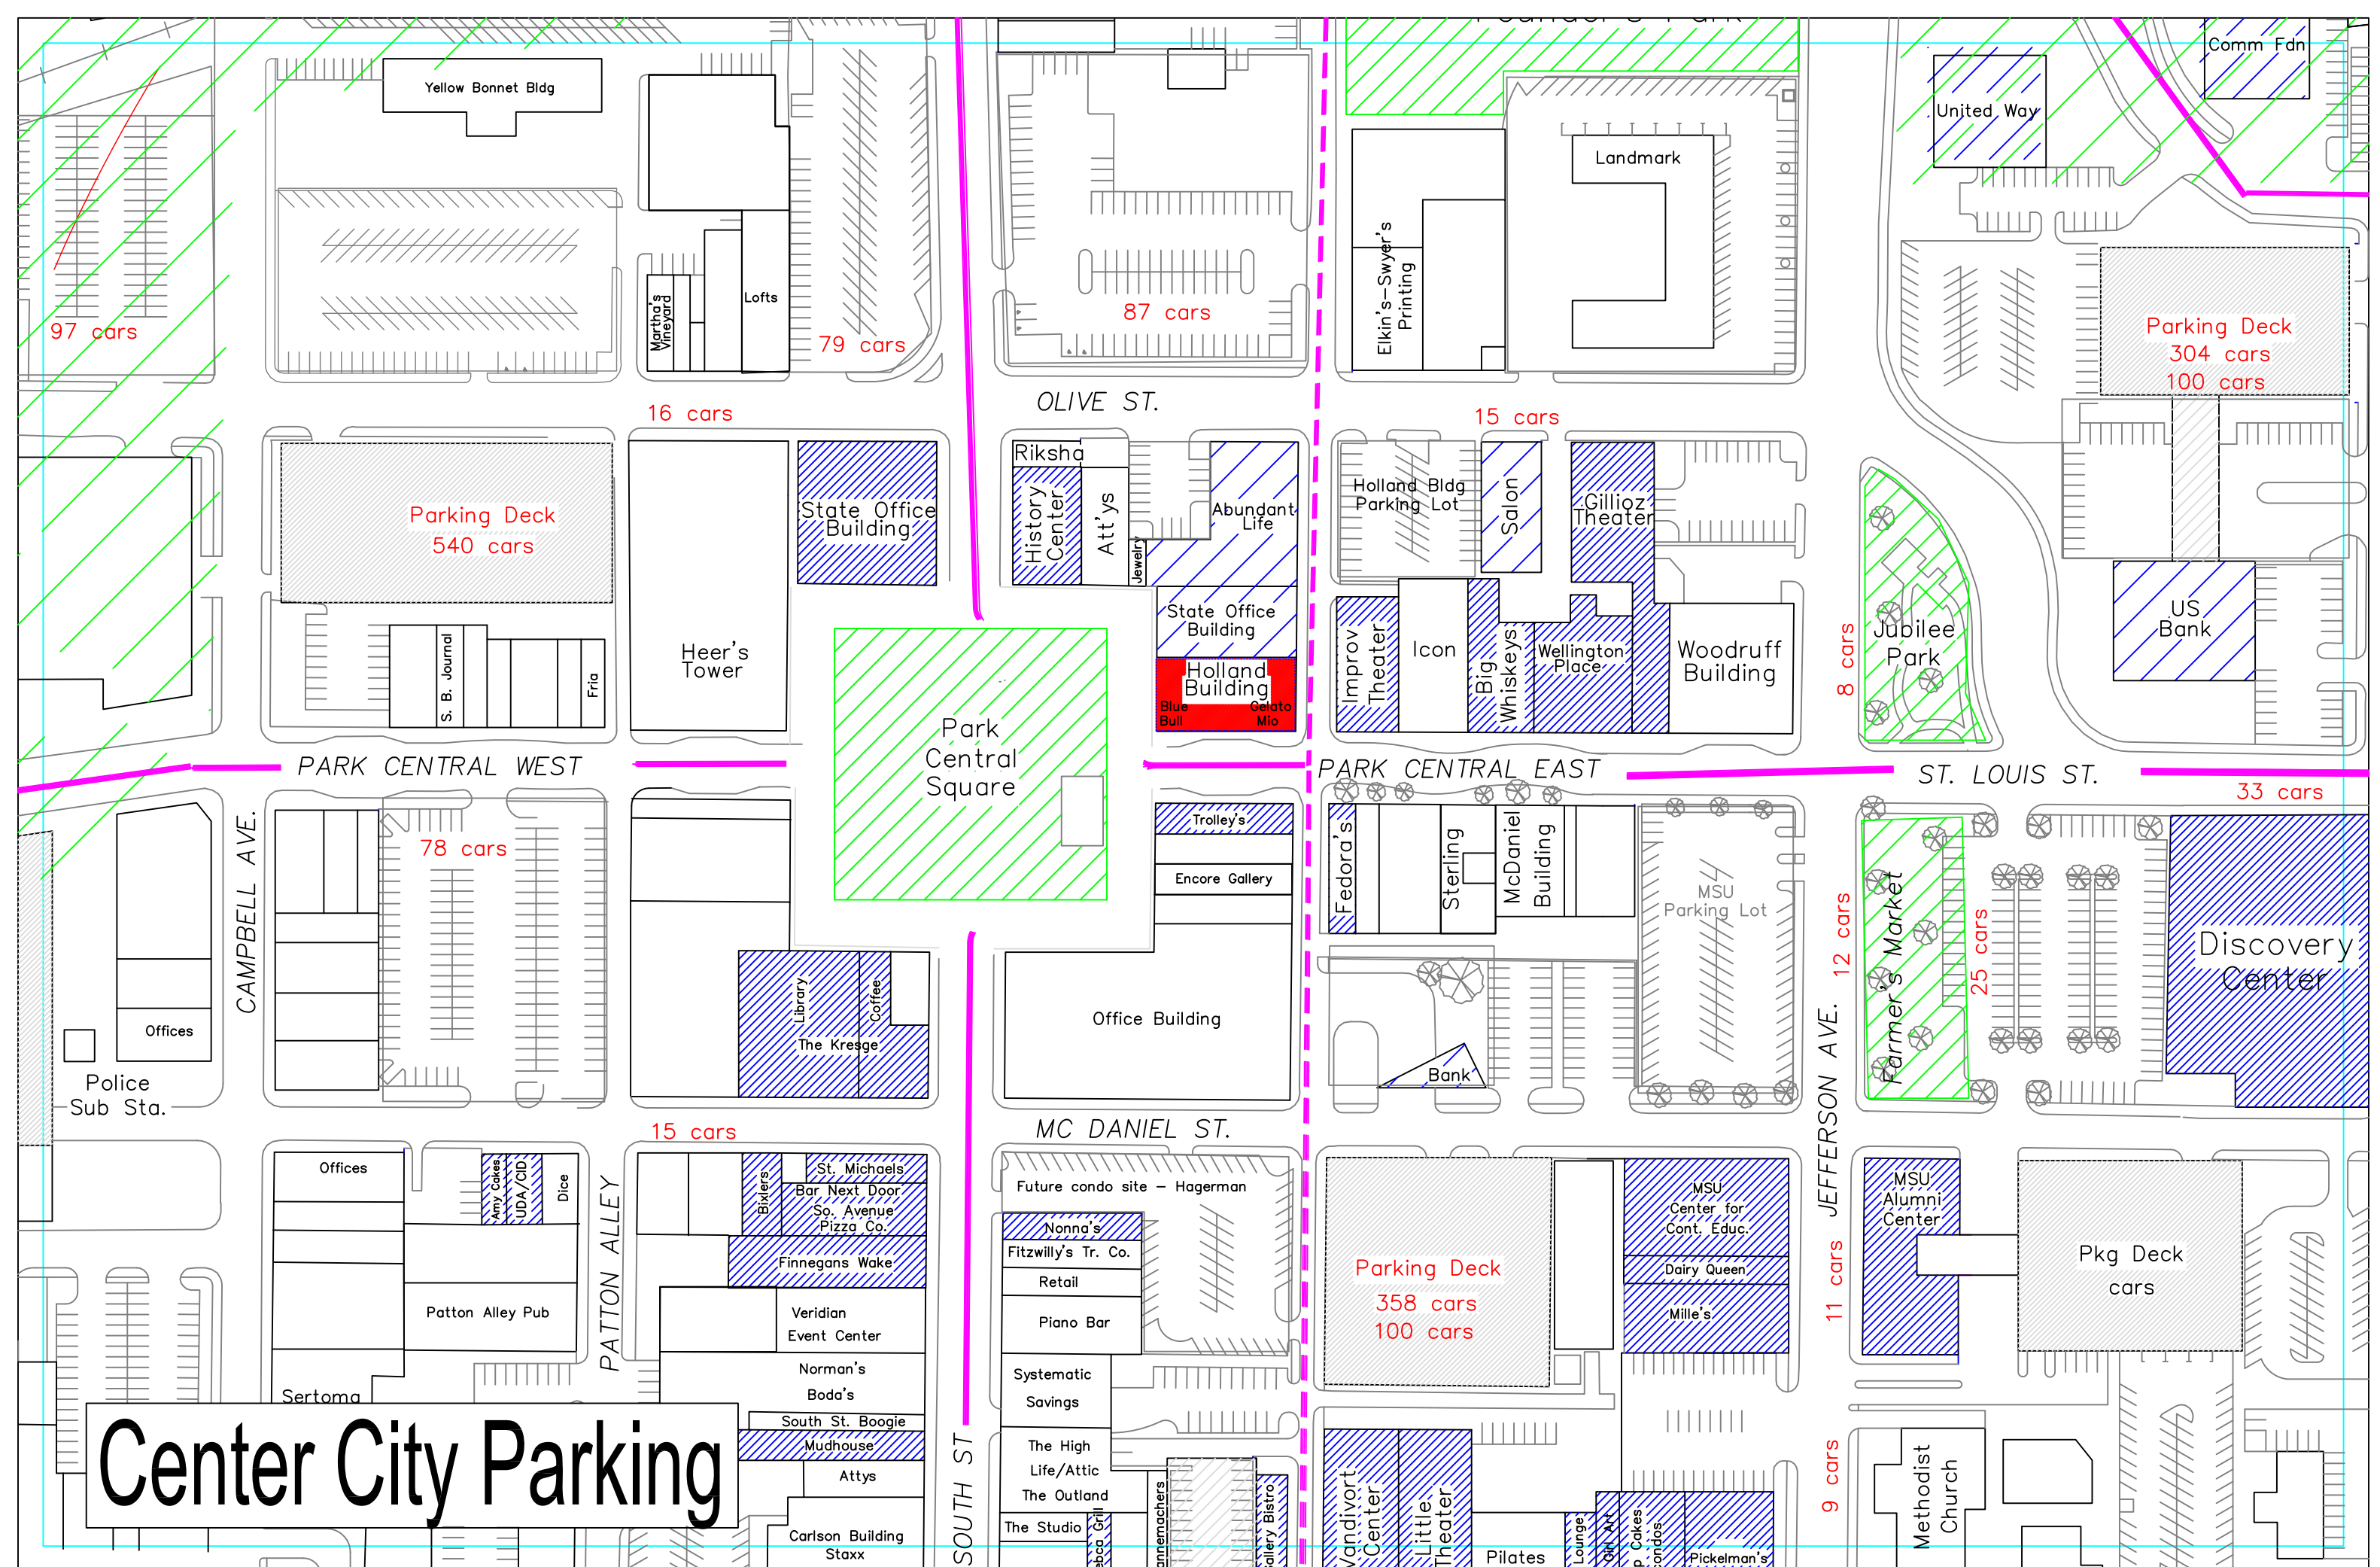 Comm Fdn
Yellow Bonnet Bldg
United Way
Landmark
Elkin's-Swyer's
Printing
Martha's
Vineyard
Lofts
97 cars
79 cars
87 cars
Parking Deck
304 cars
100 cars
OLIVE ST.
16 cars
15 cars
Parking Deck
540 cars
State Office
Building
Riksha
History
Center
Att'ys
Jewelry
Abundant
Life
Holland Bldg
Parking Lot
Salon
Gillioz
Theater
S. B. Journal
Fria
Heer's
Tower
Park
Central
Square
State Office
Building
Holland
Building
Blue
Bull
Gelato
Mio
Improv
Theater
Icon
Big
Whiskeys
Wellington
Place
Woodruff
Building
8 cars
Jubilee
Park
US
Bank
PARK CENTRAL WEST
PARK CENTRAL EAST
ST. LOUIS ST.
33 cars
CAMPBELL AVE.
78 cars
Trolley's
Encore Gallery
Fedora's
Sterling
McDaniel
Building
MSU
Parking Lot
12 cars
Farmer's Market
25 cars
Discovery
Center
Offices
Police
Sub Sta.
Library
Coffee
The Kresge
Office Building
Bank
JEFFERSON AVE.
15 cars
MC DANIEL ST.
Offices
Amy Cakes
UDA/CID
Dice
PATTON ALLEY
Bixlers
St. Michaels
Bar Next Door
So. Avenue
Pizza Co.
Finnegans Wake
Future condo site - Hagerman
Nonna's
Fitzwilly's Tr. Co.
Retail
Piano Bar
Parking Deck
358 cars
100 cars
MSU
Center for
Cont. Educ.
Dairy Queen
Mille's
11 cars
MSU
Alumni
Center
Pkg Deck
cars
Patton Alley Pub
Veridian
Event Center
Norman's
Boda's
South St. Boogie
Mudhouse
Attys
Carlson Building
Staxx
Sertoma
Center City Parking
SOUTH ST
Systematic
Savings
The High
Life/Attic
The Outland
The Studio
Grill
Bistro
Center
Little
Theater
Pilates
Lounge
Girl Art
Cakes
Pickelman's
9 cars
Methodist
Church